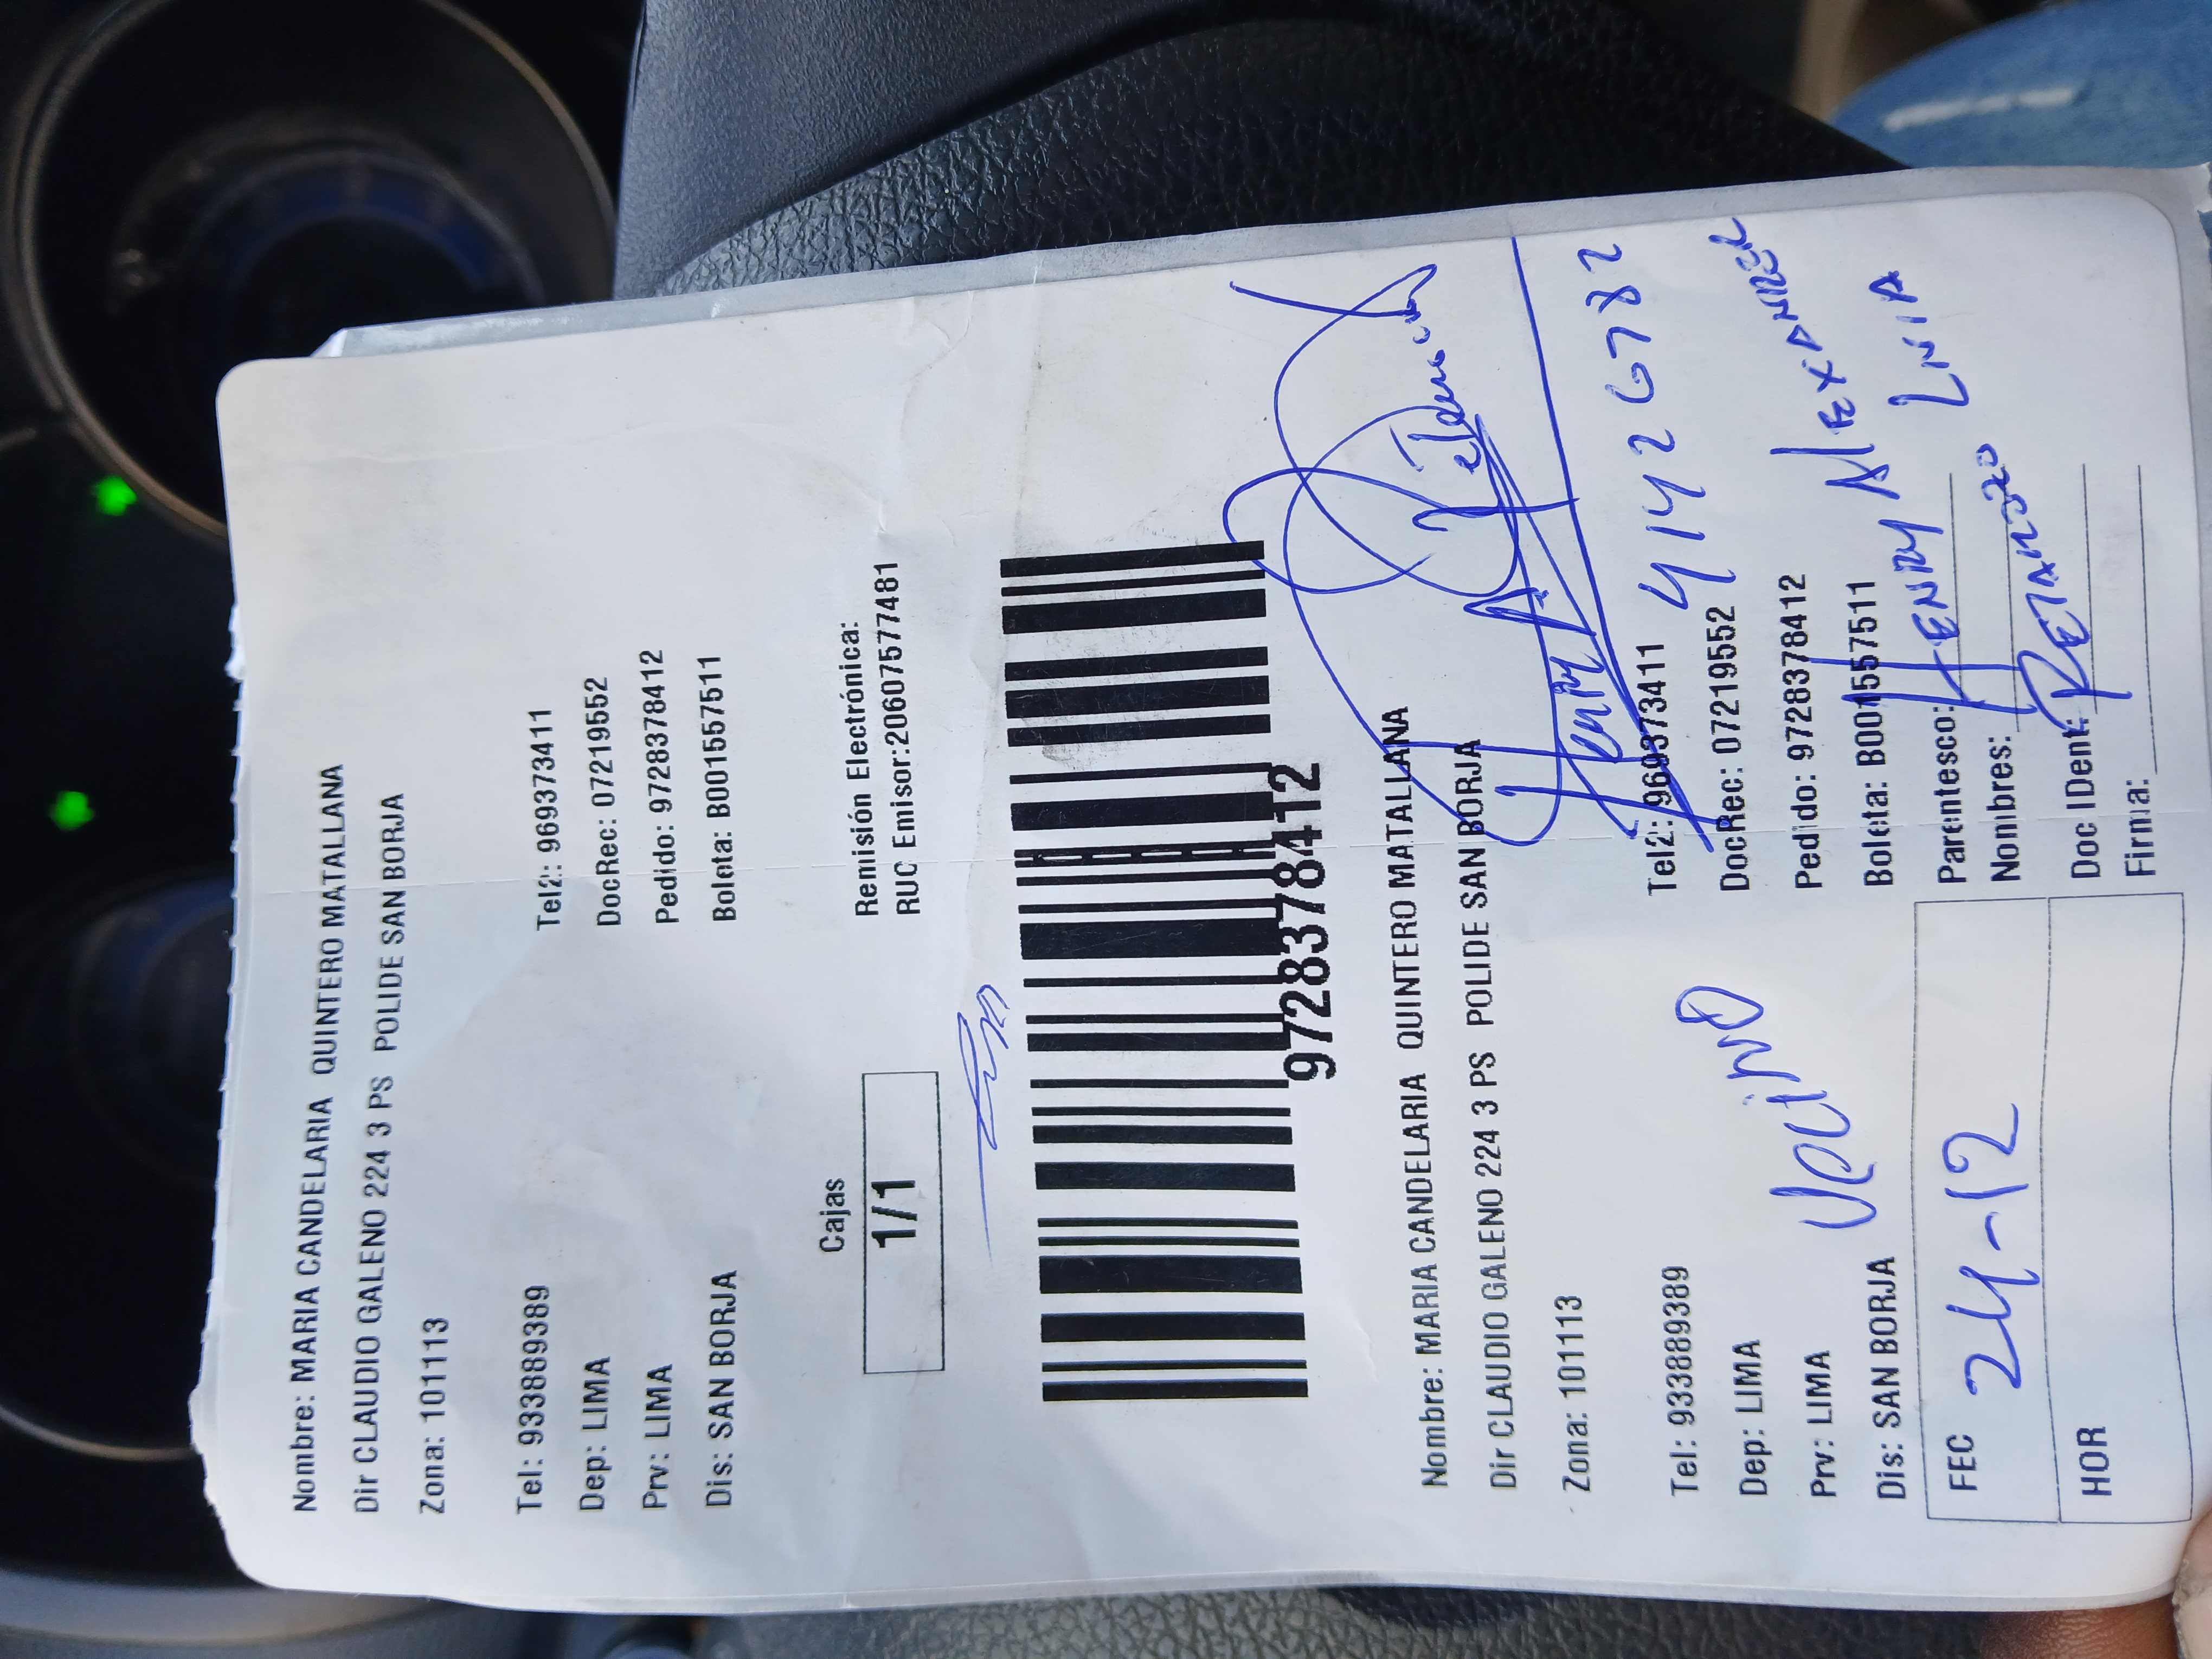 Nombre: MARIA CANDELARIA QUINTERO MATALLANA
Dir CLAUDIO GALENO 224 3 PS POLIDE SAN BORJA
Zona: 101113
Tel: 933889389 Tel2: 969373411
Dep: LIMA DocRec: 07219552
Prv: LIMA Pedido: 97283778412
Dis: SAN BORJA Boleta: B001557511
Cajas
1/1
Remisión Electrónica:
RUC Emisor:20607577481
9728378412
Nombre: MARIA CANDELARIA QUINTERO MATALLANA
Dir CLAUDIO GALENO 224 3 PS POLIDE SAN BORJA
Henry A.
Zona: 101113
Tel: 933889389 Tel2: 969373411
41426782
Dep: LIMA DocRec: 07219552
Vecino
Prv: LIMA Pedido: 9728378412
Dis: SAN BORJA Boleta: B001557511
FEC 24-12
HOR
Parentesco: HENRY
Nombres:
Doc IDent:
Firma: